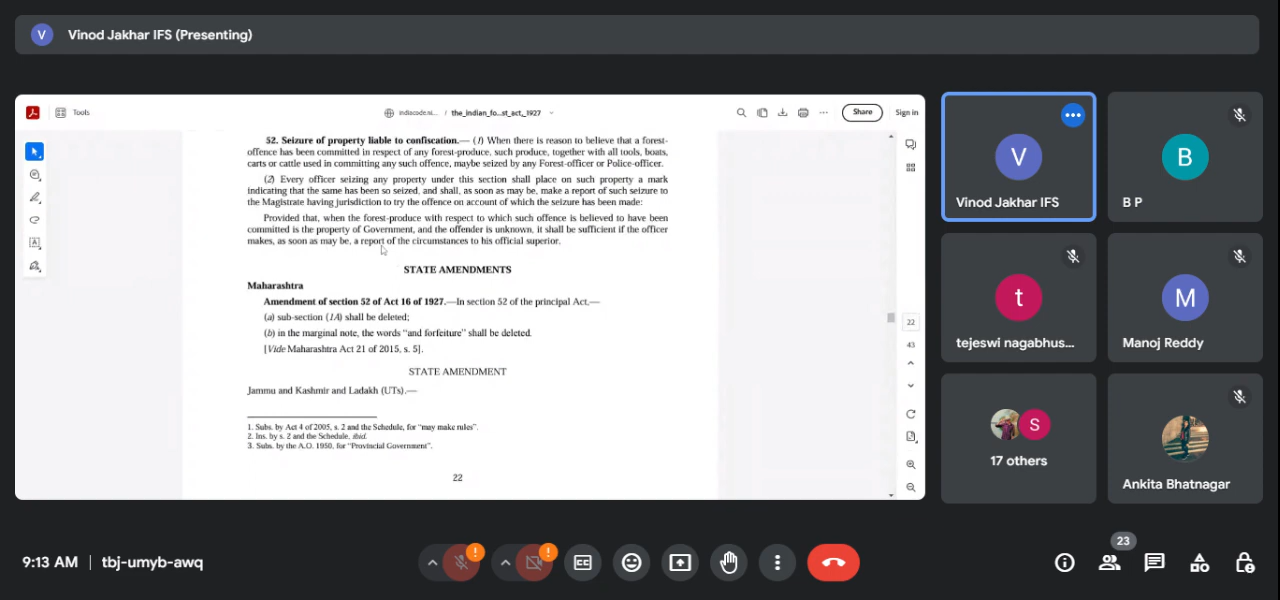 V Vinod Jakhar IFS (Presenting)
Tools
indiacode.ni... / the_indian_fo...st_act,_1927
Share
Sign in
52. Seizure of property liable to confiscation.— (1) When there is reason to believe that a forest-
offence has been committed in respect of any forest-produce, such produce, together with all tools, boats,
carts or cattle used in committing any such offence, maybe seized by any Forest-officer or Police-officer.
(2) Every officer seizing any property under this section shall place on such property a mark
indicating that the same has been so seized, and shall, as soon as may be, make a report of such seizure to
the Magistrate having jurisdiction to try the offence on account of which the seizure has been made:
Provided that, when the forest-produce with respect to which such offence is believed to have been
committed is the property of Government, and the offender is unknown, it shall be sufficient if the officer
makes, as soon as may be, a report of the circumstances to his official superior.
STATE AMENDMENTS
Maharashtra
Amendment of section 52 of Act 16 of 1927.—In section 52 of the principal Act,—
(a) sub-section (1A) shall be deleted;
(b) in the marginal note, the words “and forfeiture” shall be deleted.
[Vide Maharashtra Act 21 of 2015, s. 5].
STATE AMENDMENT
Jammu and Kashmir and Ladakh (UTs).—
1. Subs. by Act 4 of 2005, s. 2 and the Schedule, for “may make rules”.
2. Ins. by s. 2 and the Schedule, ibid.
3. Subs. by the A.O. 1950, for “Provincial Government”.
22
22
43
V
Vinod Jakhar IFS
B
B P
t
tejeswi nagabhus...
M
Manoj Reddy
S
17 others
Ankita Bhatnagar
9:13 AM | tbj-umyb-awq
CC
23